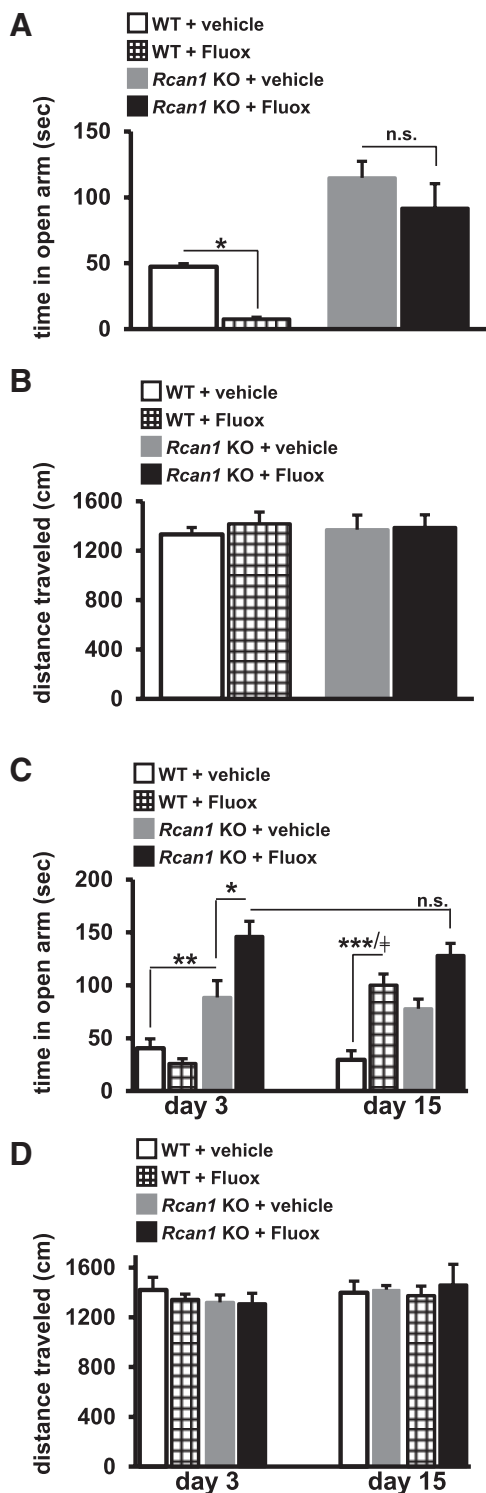 A
WT + vehicle
WT + Fluox
Rcan1 KO + vehicle
Rcan1 KO + Fluox
time in open arm (sec)
150
100
50
0
*
n.s.
B
WT + vehicle
WT + Fluox
Rcan1 KO + vehicle
Rcan1 KO + Fluox
distance traveled (cm)
1600
1200
800
400
0
C
WT + vehicle
WT + Fluox
Rcan1 KO + vehicle
Rcan1 KO + Fluox
time in open arm (sec)
200
150
100
50
0
**
*
n.s.
***/ǂ
day 3 day 15
D
WT + vehicle
WT + Fluox
Rcan1 KO + vehicle
Rcan1 KO + Fluox
distance traveled (cm)
1600
1200
800
400
0
day 3 day 15